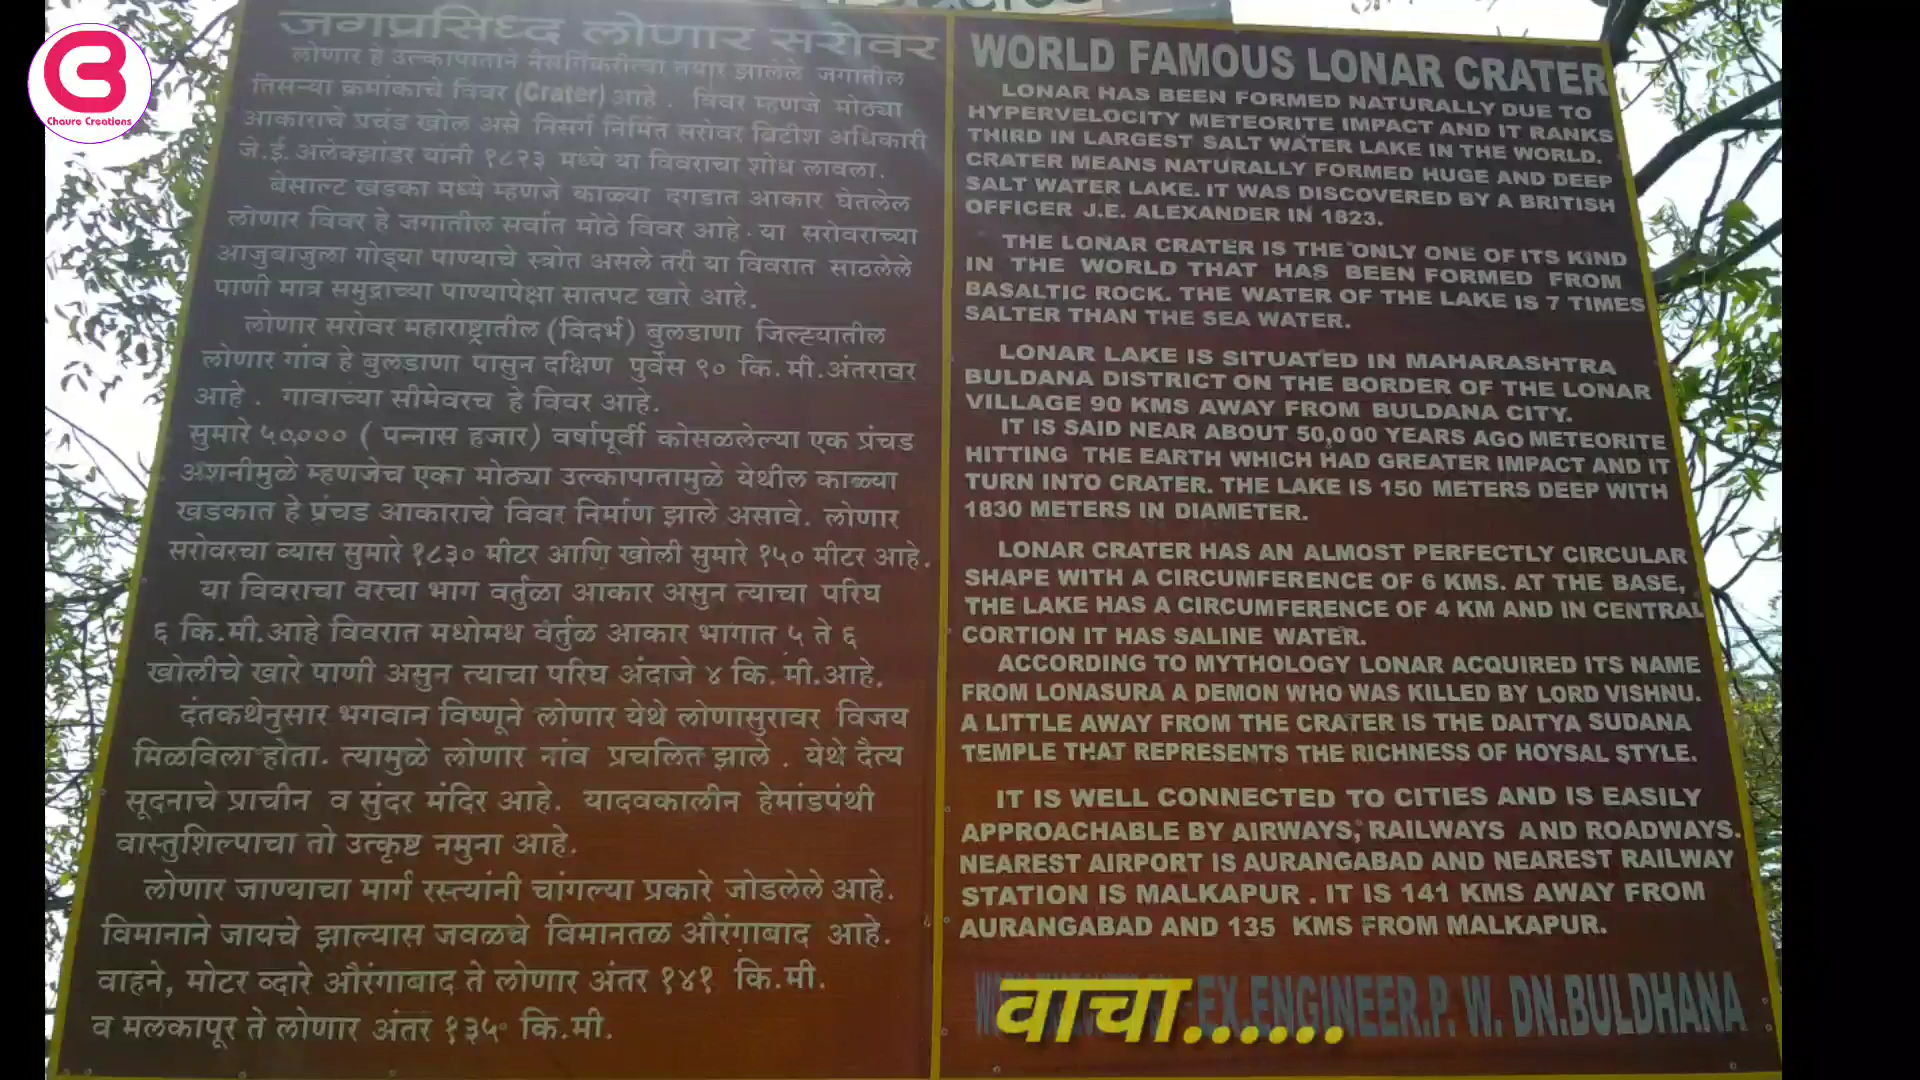 Chaure Creations
जगप्रसिध्द लोणार सरोवर
लोणार हे उल्कापाताने नैसर्गिकरीत्या तयार झालेले जगातील
तिसऱ्या क्रमांकाचे विवर (Crater) आहे . विवर म्हणजे मोठ्या
आकाराचे प्रचंड खोल असे निसर्ग निर्मित सरोवर ब्रिटीश अधिकारी
जे.ई. अलेक्झांडर यांनी १८२३ मध्ये या विवराचा शोध लावला.
बेसाल्ट खडका मध्ये म्हणजे काळ्या दगडात आकार घेतलेल
लोणार विवर हे जगातील सर्वात मोठे विवर आहे . या सरोवराच्या
आजुबाजुला गोड्या पाण्याचे स्त्रोत असले तरी या विवरात साठलेले
पाणी मात्र समुद्राच्या पाण्यापेक्षा सातपट खारे आहे.
लोणार सरोवर महाराष्ट्रातील (विदर्भ) बुलडाणा जिल्ह्यातील
लोणार गांव हे बुलडाणा पासुन दक्षिण पुर्वेस ९० कि.मी.अंतरावर
आहे . गावाच्या सीमेवरच हे विवर आहे.
सुमारे ५०,००० ( पन्नास हजार) वर्षापूर्वी कोसळलेल्या एक प्रंचड
अशनीमुळे म्हणजेच एका मोठ्या उल्कापातामुळे येथील काळ्या
खडकात हे प्रंचड आकाराचे विवर निर्माण झाले असावे. लोणार
सरोवरचा व्यास सुमारे १८३० मीटर आणि खोली सुमारे १५० मीटर आहे.
या विवराचा वरचा भाग वर्तुळा आकार असुन त्याचा परिघ
६ कि.मी.आहे विवरात मधोमध वर्तुळ आकार भागात ५ ते ६
खोलीचे खारे पाणी असुन त्याचा परिघ अंदाजे ४ कि. मी.आहे.
दंतकथेनुसार भगवान विष्णूने लोणार येथे लोणासुरावर विजय
मिळविला होता. त्यामुळे लोणार नांव प्रचलित झाले . येथे दैत्य
सूदनाचे प्राचीन व सुंदर मंदिर आहे. यादवकालीन हेमांडपंथी
वास्तुशिल्पाचा तो उत्कृष्ट नमुना आहे.
लोणार जाण्याचा मार्ग रस्त्यांनी चांगल्या प्रकारे जोडलेले आहे.
विमानाने जायचे झाल्यास जवळचे विमानतळ औरंगाबाद आहे.
वाहने, मोटर व्दारे औरंगाबाद ते लोणार अंतर १४१ कि.मी.
व मलकापूर ते लोणार अंतर १३५ कि.मी.
WORLD FAMOUS LONAR CRATER
LONAR HAS BEEN FORMED NATURALLY DUE TO
HYPERVELOCITY METEORITE IMPACT AND IT RANKS
THIRD IN LARGEST SALT WATER LAKE IN THE WORLD.
CRATER MEANS NATURALLY FORMED HUGE AND DEEP
SALT WATER LAKE. IT WAS DISCOVERED BY A BRITISH
OFFICER J.E. ALEXANDER IN 1823.
THE LONAR CRATER IS THE ONLY ONE OF ITS KIND
IN THE WORLD THAT HAS BEEN FORMED FROM
BASALTIC ROCK. THE WATER OF THE LAKE IS 7 TIMES
SALTER THAN THE SEA WATER.
LONAR LAKE IS SITUATED IN MAHARASHTRA
BULDANA DISTRICT ON THE BORDER OF THE LONAR
VILLAGE 90 KMS AWAY FROM BULDANA CITY.
IT IS SAID NEAR ABOUT 50,000 YEARS AGO METEORITE
HITTING THE EARTH WHICH HAD GREATER IMPACT AND IT
TURN INTO CRATER. THE LAKE IS 150 METERS DEEP WITH
1830 METERS IN DIAMETER.
LONAR CRATER HAS AN ALMOST PERFECTLY CIRCULAR
SHAPE WITH A CIRCUMFERENCE OF 6 KMS. AT THE BASE,
THE LAKE HAS A CIRCUMFERENCE OF 4 KM AND IN CENTRAL
CORTION IT HAS SALINE WATER.
ACCORDING TO MYTHOLOGY LONAR ACQUIRED ITS NAME
FROM LONASURA A DEMON WHO WAS KILLED BY LORD VISHNU.
A LITTLE AWAY FROM THE CRATER IS THE DAITYA SUDANA
TEMPLE THAT REPRESENTS THE RICHNESS OF HOYSAL STYLE.
IT IS WELL CONNECTED TO CITIES AND IS EASILY
APPROACHABLE BY AIRWAYS, RAILWAYS AND ROADWAYS.
NEAREST AIRPORT IS AURANGABAD AND NEAREST RAILWAY
STATION IS MALKAPUR . IT IS 141 KMS AWAY FROM
AURANGABAD AND 135 KMS FROM MALKAPUR.
EX.ENGINEER.P. W. DN.BULDHANA
वाचा......